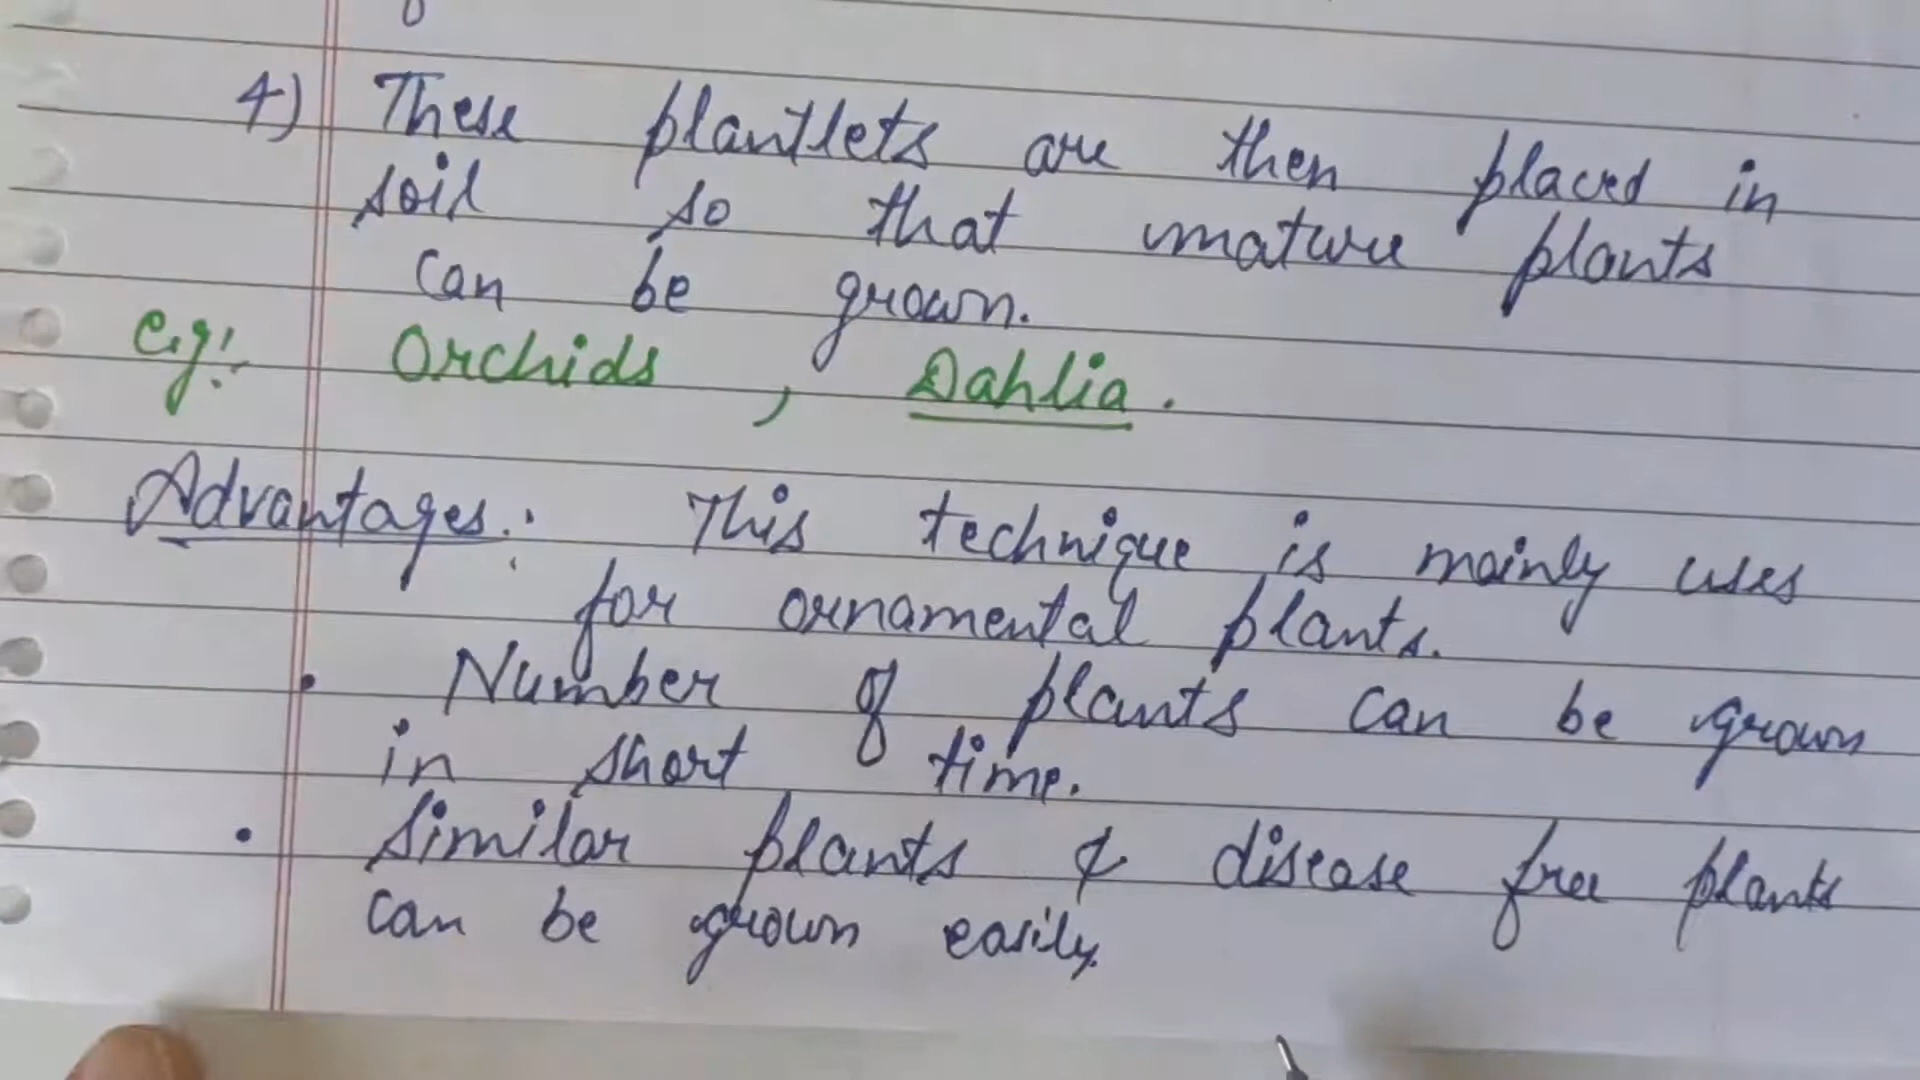 4) These plantlets are then placed in
soil so that mature plants
can be grown.
e.g:- Orchids, Dahlia.
Advantages: This technique is mainly uses
for ornamental plants.
• Number of plants can be grown
in short time.
• Similar plants & disease free plants
can be grown easily.